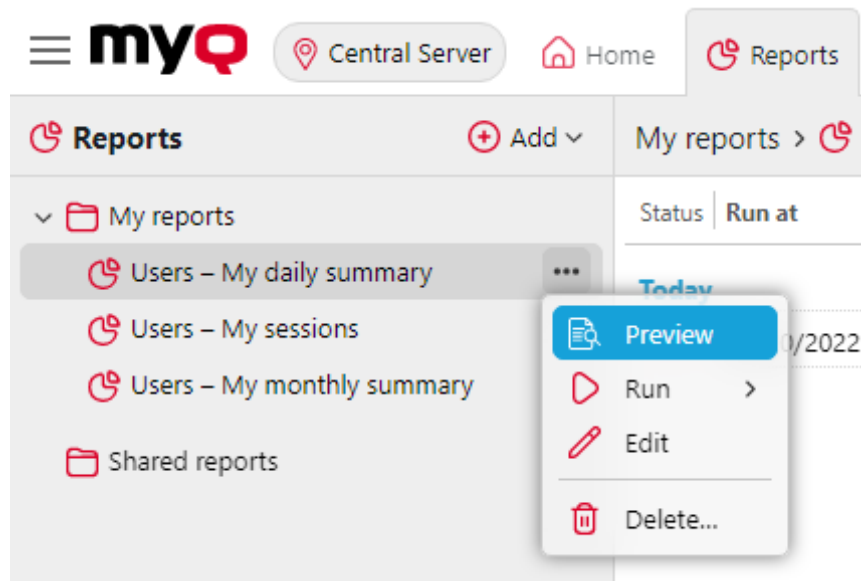 myQ Central Server Home Reports
Reports Add My reports >
My reports Status Run at
Users – My daily summary ••• Today
Users – My sessions Preview /2022
Users – My monthly summary Run >
Edit
Shared reports
Delete...